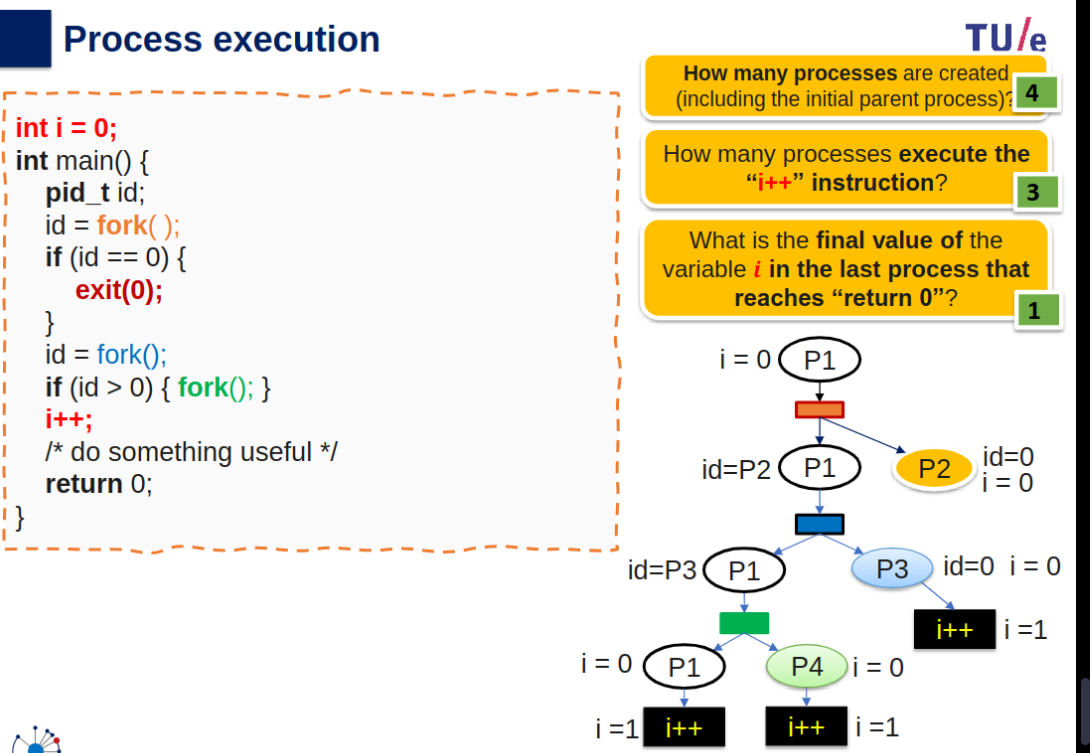 Process execution
TU/e
How many processes are created
(including the initial parent process)?
4
How many processes execute the
“i++” instruction?
3
What is the final value of the
variable i in the last process that
reaches “return 0”?
1
int i = 0;
int main() {
pid_t id;
id = fork( );
if (id == 0) {
exit(0);
}
id = fork();
if (id > 0) { fork(); }
i++;
/* do something useful */
return 0;
}
i = 0 P1
id=P2 P1 P2 id=0
i = 0
id=P3 P1 P3 id=0 i = 0
i++ i =1
i = 0 P1 P4 i = 0
i =1 i++ i++ i =1